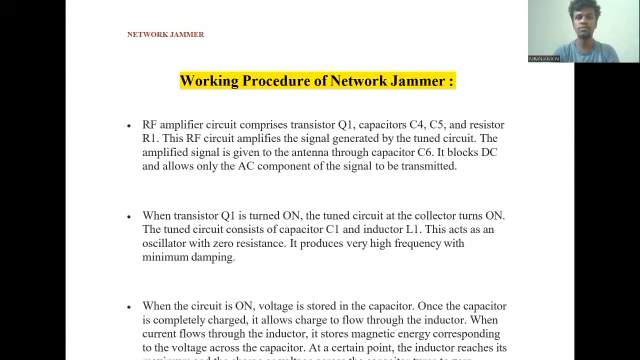 NETWORK JAMMER
Working Procedure of Network Jammer :
• RF amplifier circuit comprises transistor Q1, capacitors C4, C5, and resistor
R1. This RF circuit amplifies the signal generated by the tuned circuit. The
amplified signal is given to the antenna through capacitor C6. It blocks DC
and allows only the AC component of the signal to be transmitted.
• When transistor Q1 is turned ON, the tuned circuit at the collector turns ON.
The tuned circuit consists of capacitor C1 and inductor L1. This acts as an
oscillator with zero resistance. It produces very high frequency with
minimum damping.
• When the circuit is ON, voltage is stored in the capacitor. Once the capacitor
is completely charged, it allows charge to flow through the inductor. When
current flows through the inductor, it stores magnetic energy corresponding
to the voltage across the capacitor. At a certain point, the inductor reaches its